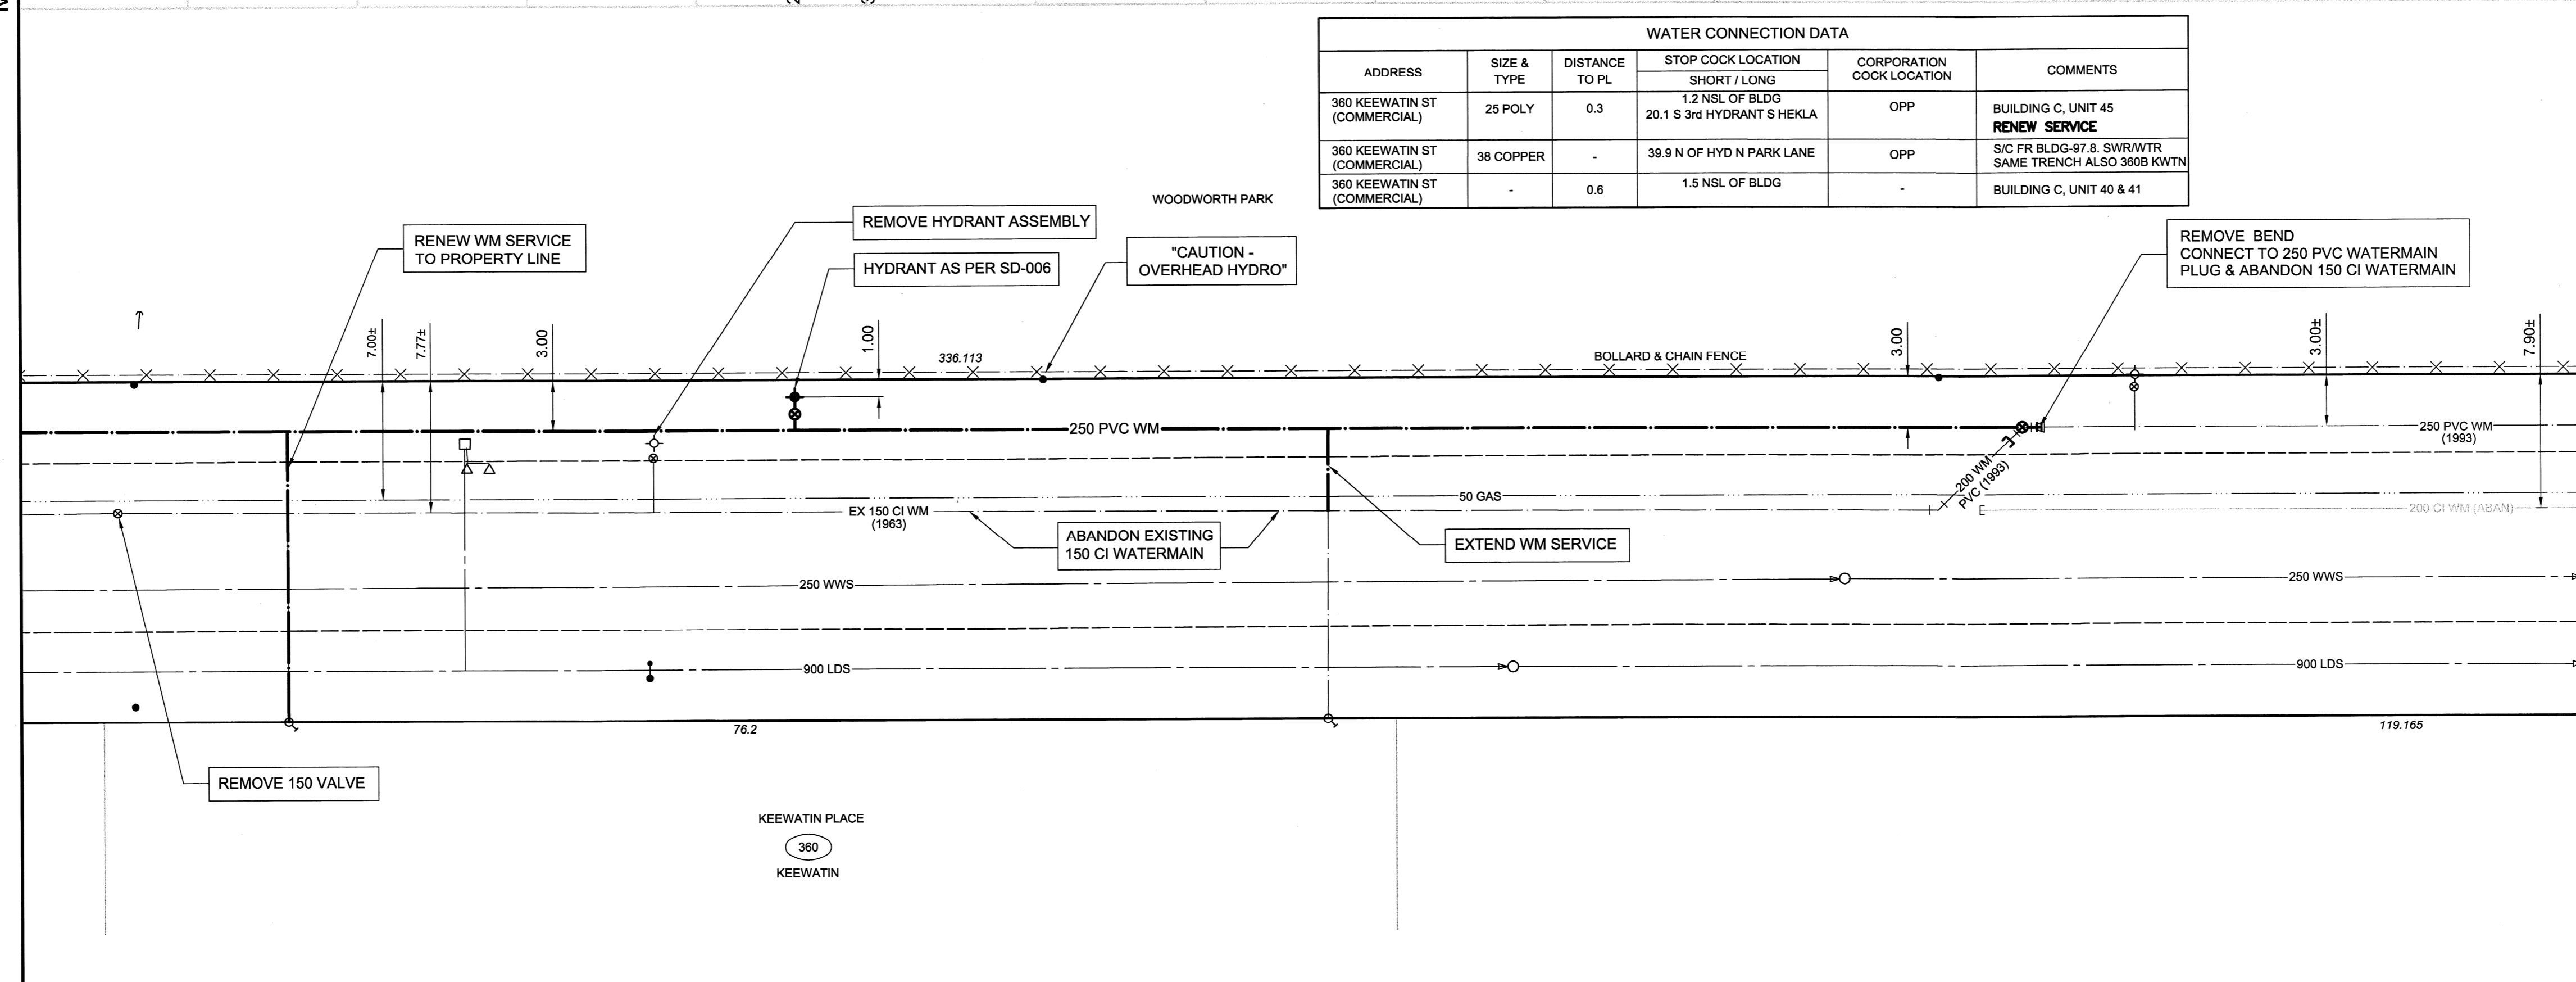 WATER CONNECTION DATA
ADDRESS
SIZE &
TYPE
DISTANCE
TO PL
STOP COCK LOCATION
SHORT / LONG
CORPORATION
COCK LOCATION
COMMENTS
360 KEEWATIN ST
(COMMERCIAL)
25 POLY
0.3
1.2 NSL OF BLDG
20.1 S 3rd HYDRANT S HEKLA
OPP
BUILDING C, UNIT 45
RENEW SERVICE
360 KEEWATIN ST
(COMMERCIAL)
38 COPPER
-
39.9 N OF HYD N PARK LANE
OPP
S/C FR BLDG-97.8. SWR/WTR
SAME TRENCH ALSO 360B KWTN
360 KEEWATIN ST
(COMMERCIAL)
-
0.6
1.5 NSL OF BLDG
-
BUILDING C, UNIT 40 & 41
WOODWORTH PARK
RENEW WM SERVICE
TO PROPERTY LINE
REMOVE HYDRANT ASSEMBLY
HYDRANT AS PER SD-006
"CAUTION -
OVERHEAD HYDRO"
REMOVE BEND
CONNECT TO 250 PVC WATERMAIN
PLUG & ABANDON 150 CI WATERMAIN
7.00±
7.77±
3.00
1.00
336.113
BOLLARD & CHAIN FENCE
3.00
3.00±
7.90±
250 PVC WM
250 PVC WM
(1993)
200 WM
PVC (1993)
50 GAS
EX 150 CI WM
(1963)
200 CI WM (ABAN)
ABANDON EXISTING
150 CI WATERMAIN
EXTEND WM SERVICE
250 WWS
250 WWS
900 LDS
900 LDS
76.2
119.165
REMOVE 150 VALVE
KEEWATIN PLACE
360
KEEWATIN